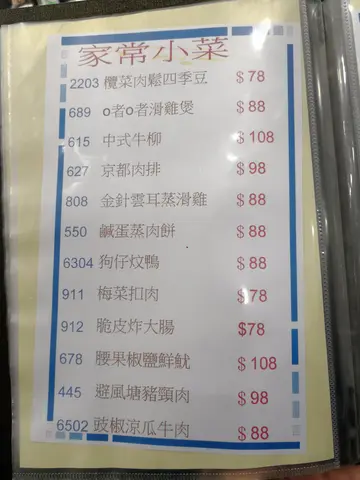 家常小菜
2203 欖菜肉鬆四季豆 $78
689 o者o者滑雞煲 $88
615 中式牛柳 $108
627 京都肉排 $98
808 金針雲耳蒸滑雞 $88
550 鹹蛋蒸肉餅 $88
6304 狗仔炆鴨 $88
911 梅菜扣肉 $78
912 脆皮炸大腸 $78
678 腰果椒鹽鮮魷 $108
445 避風塘豬頸肉 $98
6502 豉椒涼瓜牛肉 $88